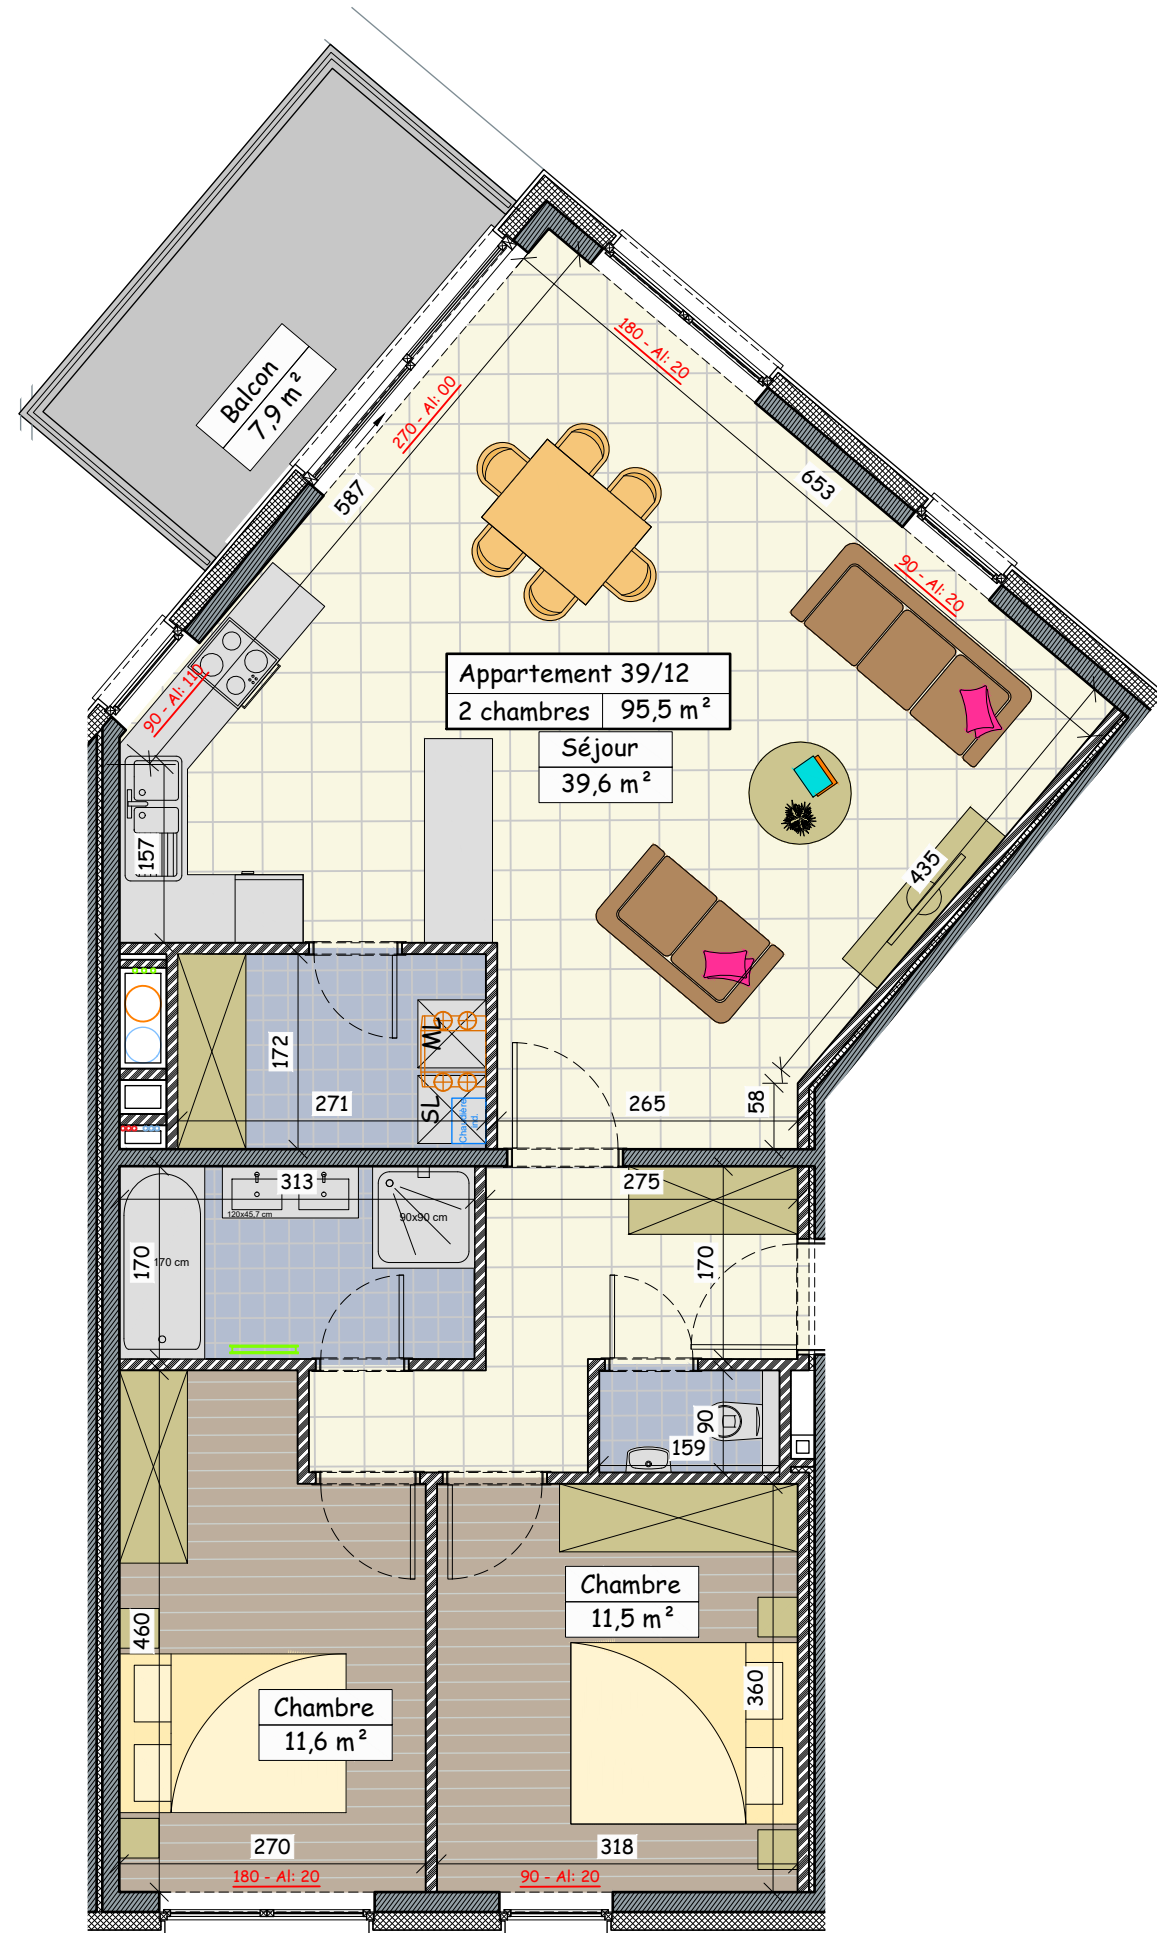 Balcon
7,9 m²
180 - Al: 20
270 - Al: 00
587
653
90 - Al: 20
90 - Al: 110
Appartement 39/12
2 chambres 95,5 m²
Séjour
39,6 m²
157
435
172
ML
SL
Chaudière
ind.
271
265
58
313
275
120x45,7 cm
90x90 cm
170
170 cm
170
90
159
Chambre
11,5 m²
460
360
Chambre
11,6 m²
270
318
180 - Al: 20
90 - Al: 20